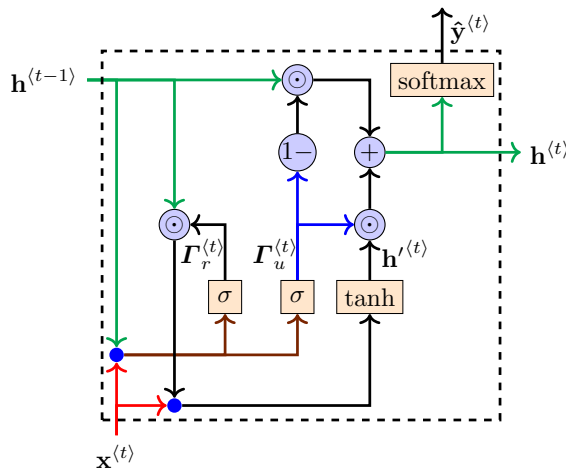 ŷ⟨t⟩
softmax
h⟨t−1⟩
⊙
1−
+
h⟨t⟩
⊙
⊙
Γr⟨t⟩
Γu⟨t⟩
h′⟨t⟩
σ
σ
tanh
x⟨t⟩